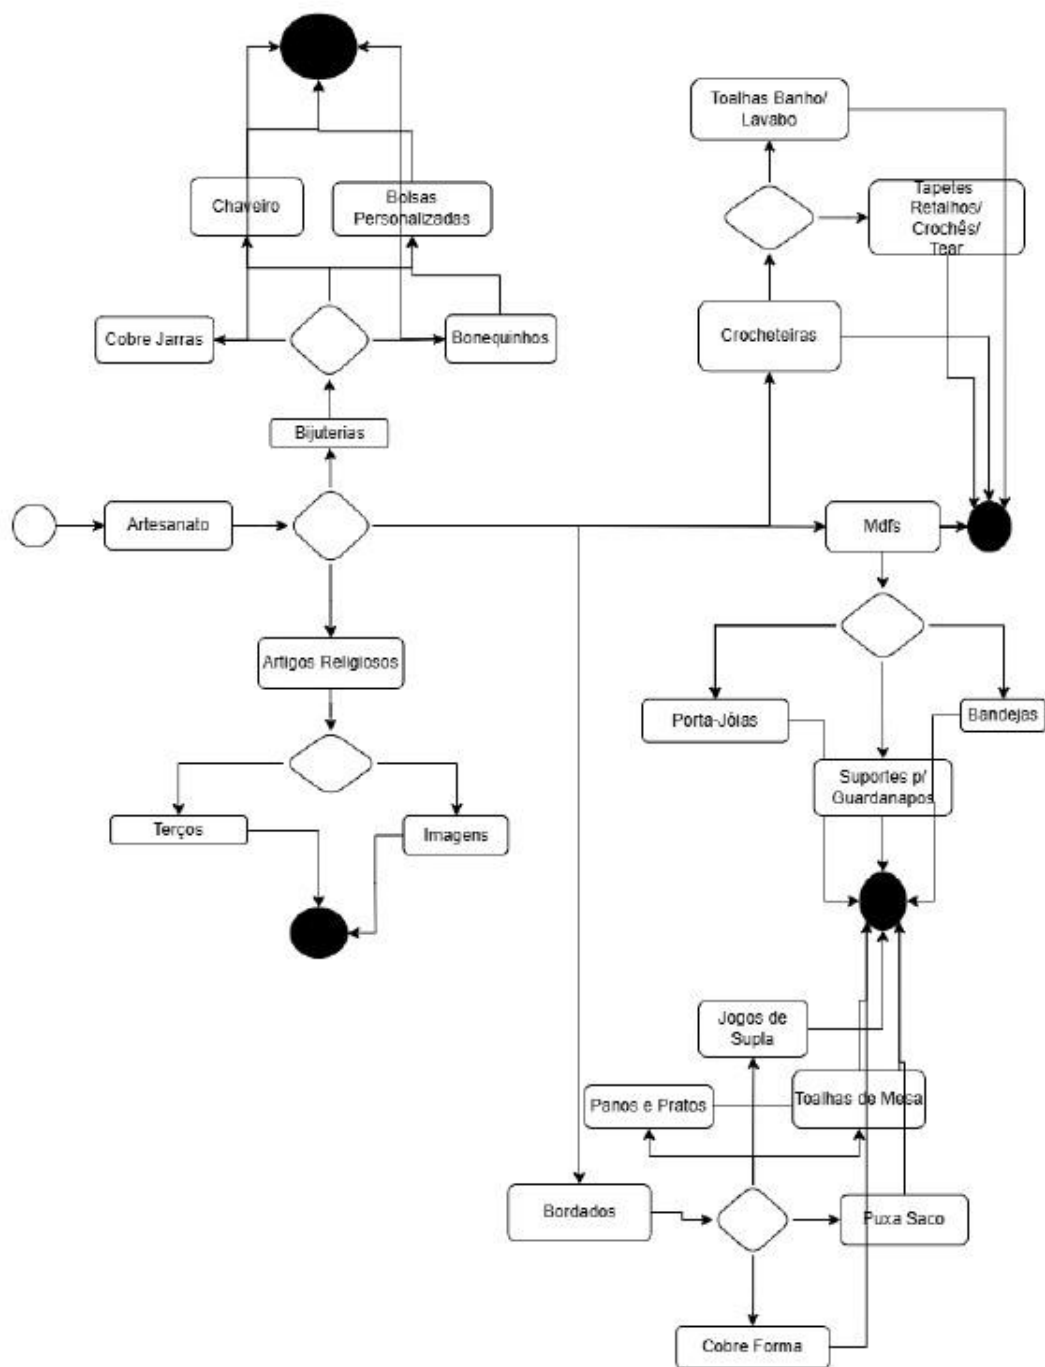 Toalhas Banho/
Lavabo
Chaveiro
Bolsas
Personalizadas
Tapetes
Retalhos/
Crochês/
Tear
Cobre Jarras
Bonequinhos
Crocheteiras
Bijuterias
Artesanato
Mdfs
Artigos Religiosos
Porta-Jóias
Bandejas
Suportes p/
Guardanapos
Terços
Imagens
Jogos de
Supla
Panos e Pratos
Toalhas de Mesa
Bordados
Puxa Saco
Cobre Forma